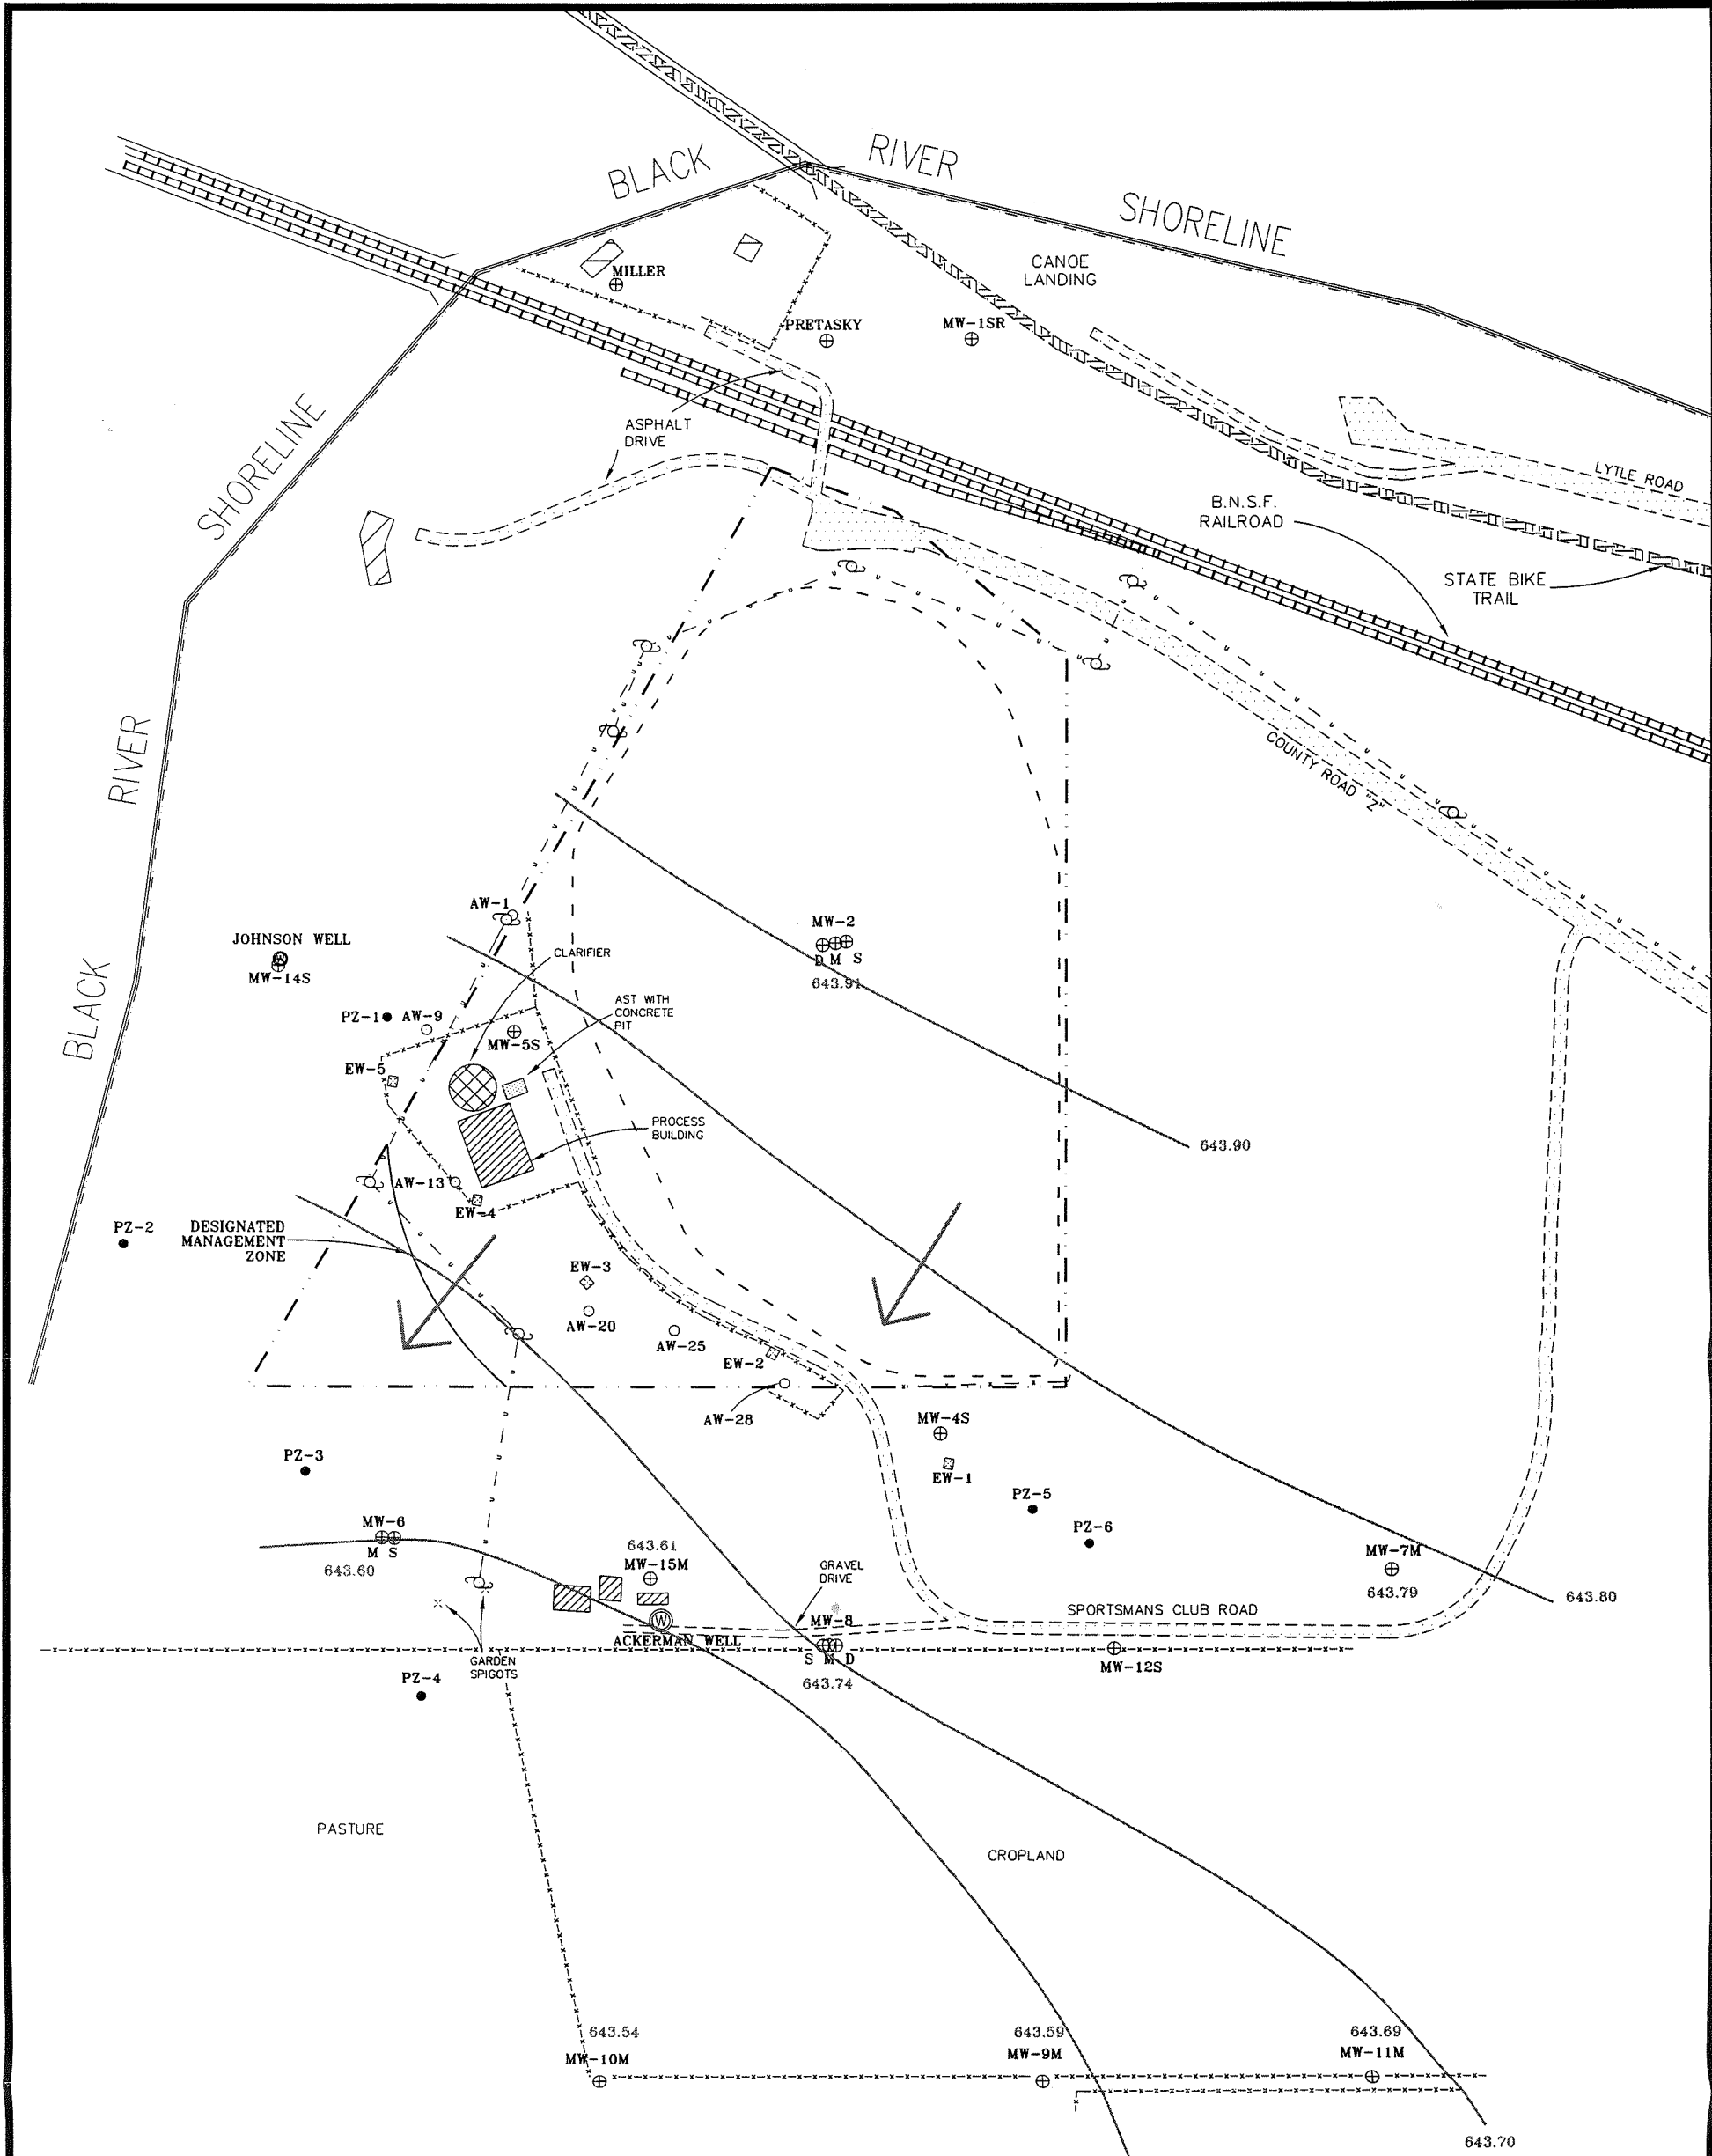 BLACK
RIVER
SHORELINE
CANOE
LANDING
MILLER
PRETASKY
MW-1SR
ASPHALT
DRIVE
SHORELINE
LYTLE ROAD
B.N.S.F.
RAILROAD
STATE BIKE
TRAIL
RIVER
COUNTY ROAD "Z"
AW-1
MW-2
D M S
643.91
JOHNSON WELL
W
MW-14S
CLARIFIER
BLACK
AST WITH
CONCRETE
PIT
PZ-1
AW-9
MW-5S
EW-5
PROCESS
BUILDING
643.90
AW-13
EW-4
PZ-2
DESIGNATED
MANAGEMENT
ZONE
EW-3
AW-20
AW-25
EW-2
AW-28
MW-4S
EW-1
PZ-3
PZ-5
PZ-6
MW-6
M S
643.60
643.61
MW-15M
GRAVEL
DRIVE
MW-7M
643.79
643.80
SPORTSMANS CLUB ROAD
W
ACKERMAN WELL
MW-8
S M D
643.74
MW-12S
GARDEN
SPIGOTS
PZ-4
PASTURE
CROPLAND
643.54
MW-10M
643.59
MW-9M
643.69
MW-11M
643.70